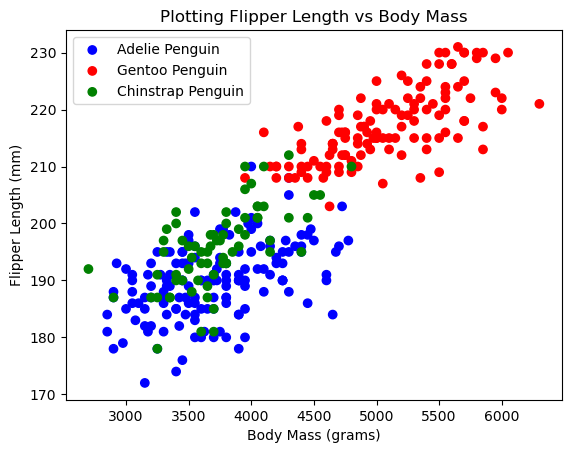 Plotting Flipper Length vs Body Mass
Adelie Penguin
Gentoo Penguin
Chinstrap Penguin
230
220
210
200
190
180
170
Flipper Length (mm)
3000 3500 4000 4500 5000 5500 6000
Body Mass (grams)